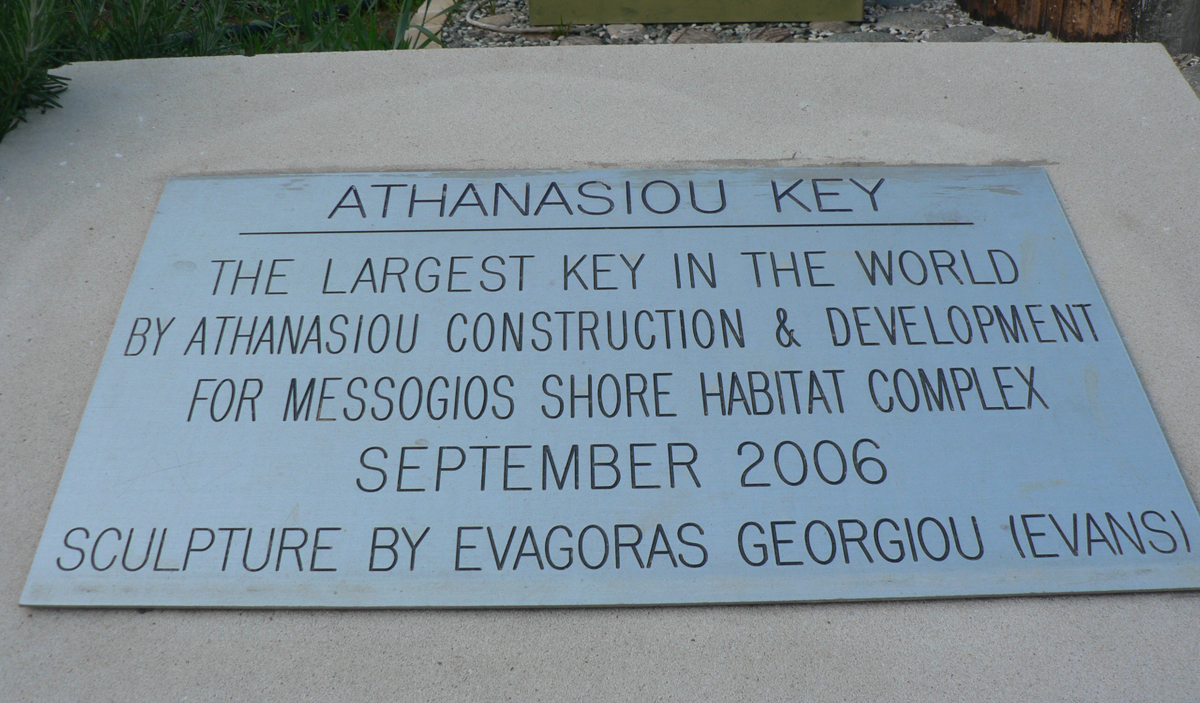 ATHANASIOU KEY
THE LARGEST KEY IN THE WORLD
BY ATHANASIOU CONSTRUCTION & DEVELOPMENT
FOR MESSOGIOS SHORE HABITAT COMPLEX
SEPTEMBER 2006
SCULPTURE BY EVAGORAS GEORGIOU (EVANS)